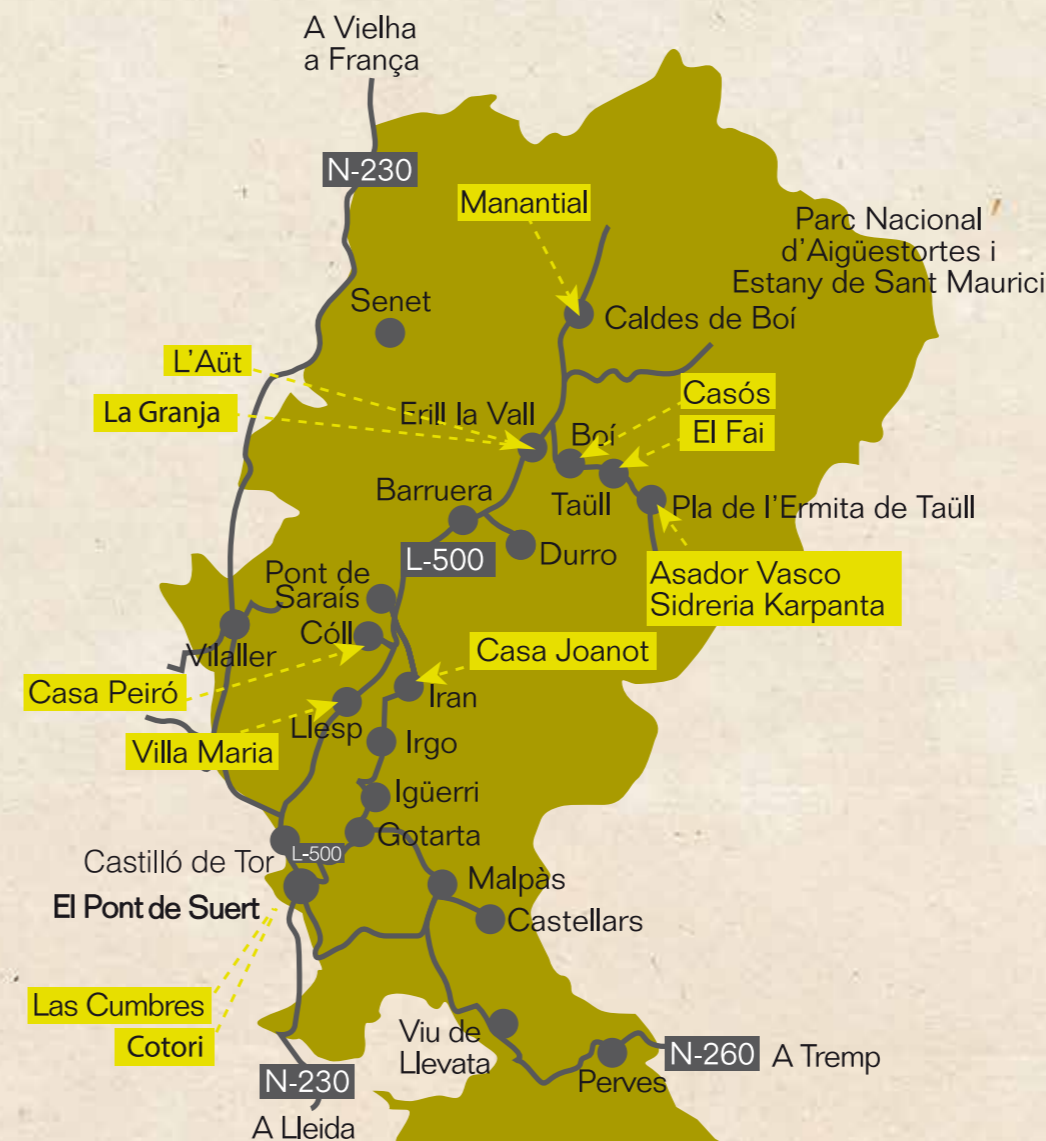 A Vielha
a França
N-230
Manantial
Parc Nacional
d'Aigüestortes i
Estany de Sant Maurici
Senet
Caldes de Boí
L'Aüt
La Granja
Erill la Vall
Casós
Boí
El Fai
Barruera
Taüll
Pla de l'Ermita de Taüll
Durro
L-500
Asador Vasco
Sidreria Karpanta
Pont de
Saraís
Cóll
Vilaller
Casa Joanot
Casa Peiró
Iran
Llesp
Villa Maria
Irgo
Igüerri
Gotarta
Castilló de Tor
L-500
Malpàs
El Pont de Suert
Castellars
Las Cumbres
Cotori
Viu de
Llevata
N-260
A Tremp
Perves
N-230
A Lleida